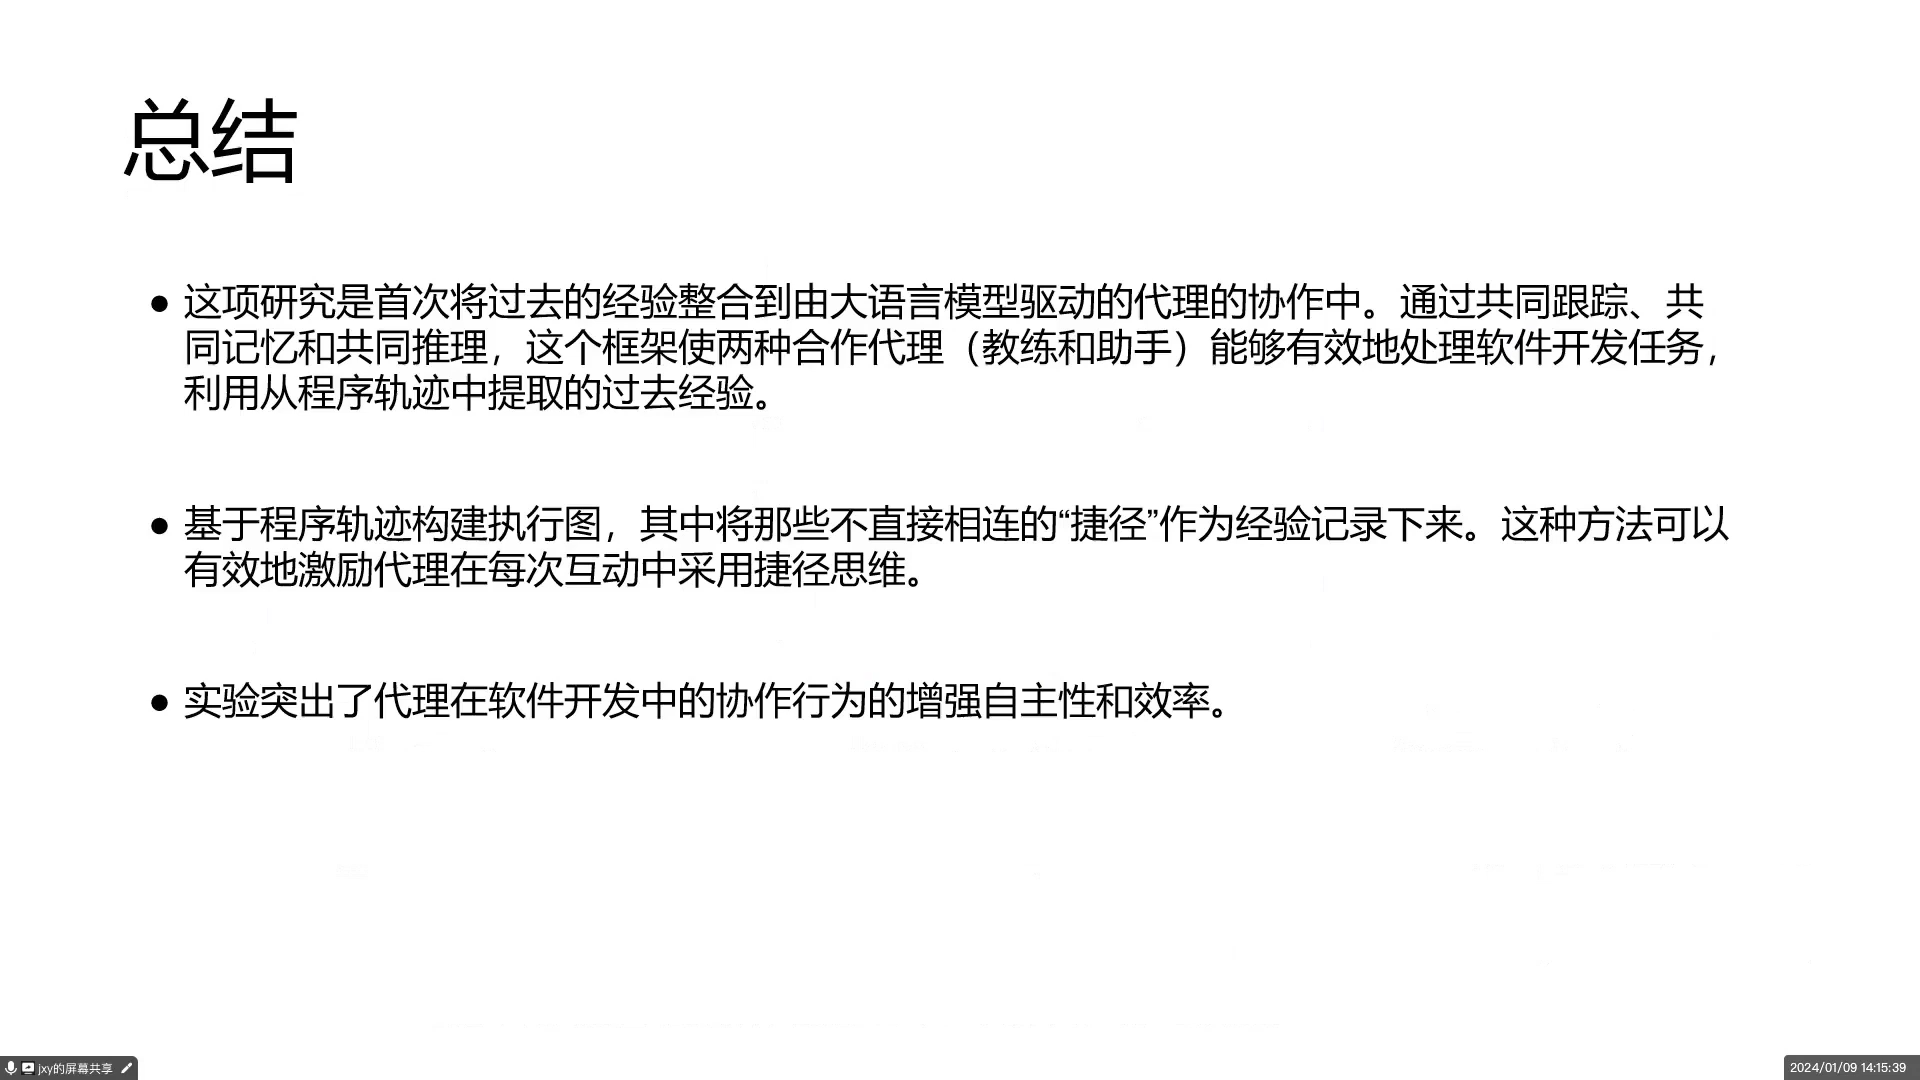 总结
● 这项研究是首次将过去的经验整合到由大语言模型驱动的代理的协作中。通过共同跟踪、共
同记忆和共同推理，这个框架使两种合作代理（教练和助手）能够有效地处理软件开发任务，
利用从程序轨迹中提取的过去经验。
● 基于程序轨迹构建执行图，其中将那些不直接相连的“捷径”作为经验记录下来。这种方法可以
有效地激励代理在每次互动中采用捷径思维。
● 实验突出了代理在软件开发中的协作行为的增强自主性和效率。
jxy的屏幕共享
2024/01/09 14:15:39